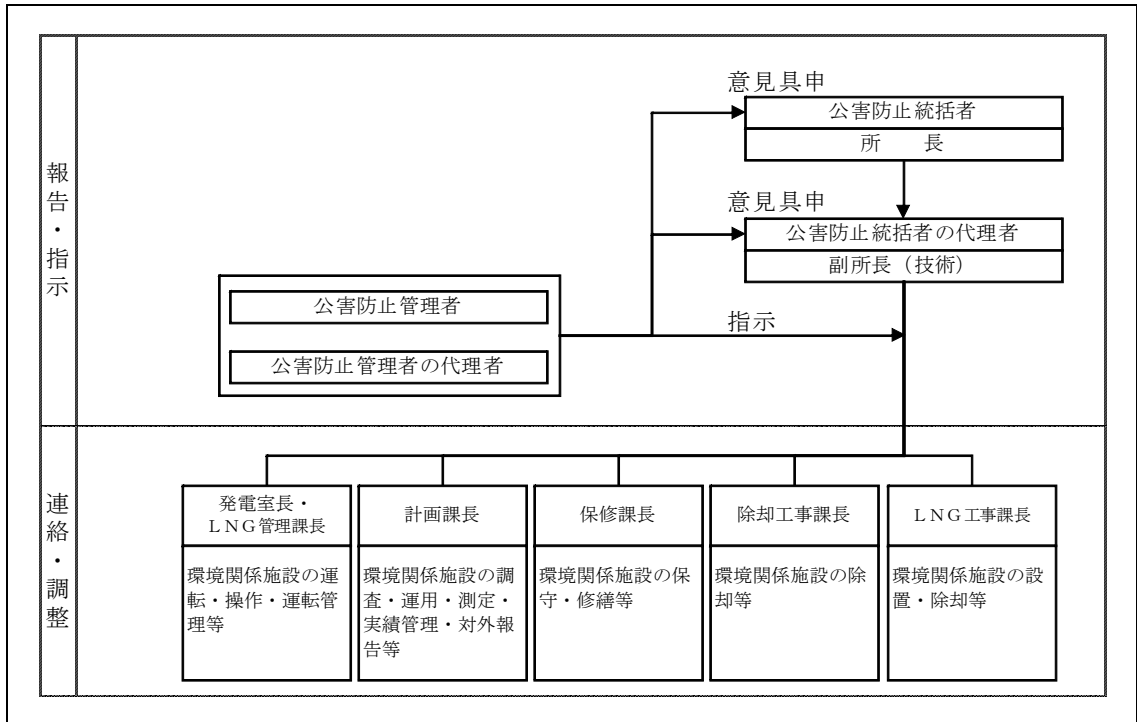 報告・指示
意見具申
公害防止統括者
所　　長
意見具申
公害防止統括者の代理者
副所長（技術）
公害防止管理者
公害防止管理者の代理者
指示
連絡・調整
発電室長・
ＬＮＧ管理課長
環境関係施設の運
転・操作・運転管
理等
計画課長
環境関係施設の調
査・運用・測定・
実績管理・対外報
告等
保修課長
環境関係施設の保
守・修繕等
除却工事課長
環境関係施設の除
却等
ＬＮＧ工事課長
環境関係施設の設
置・除却等